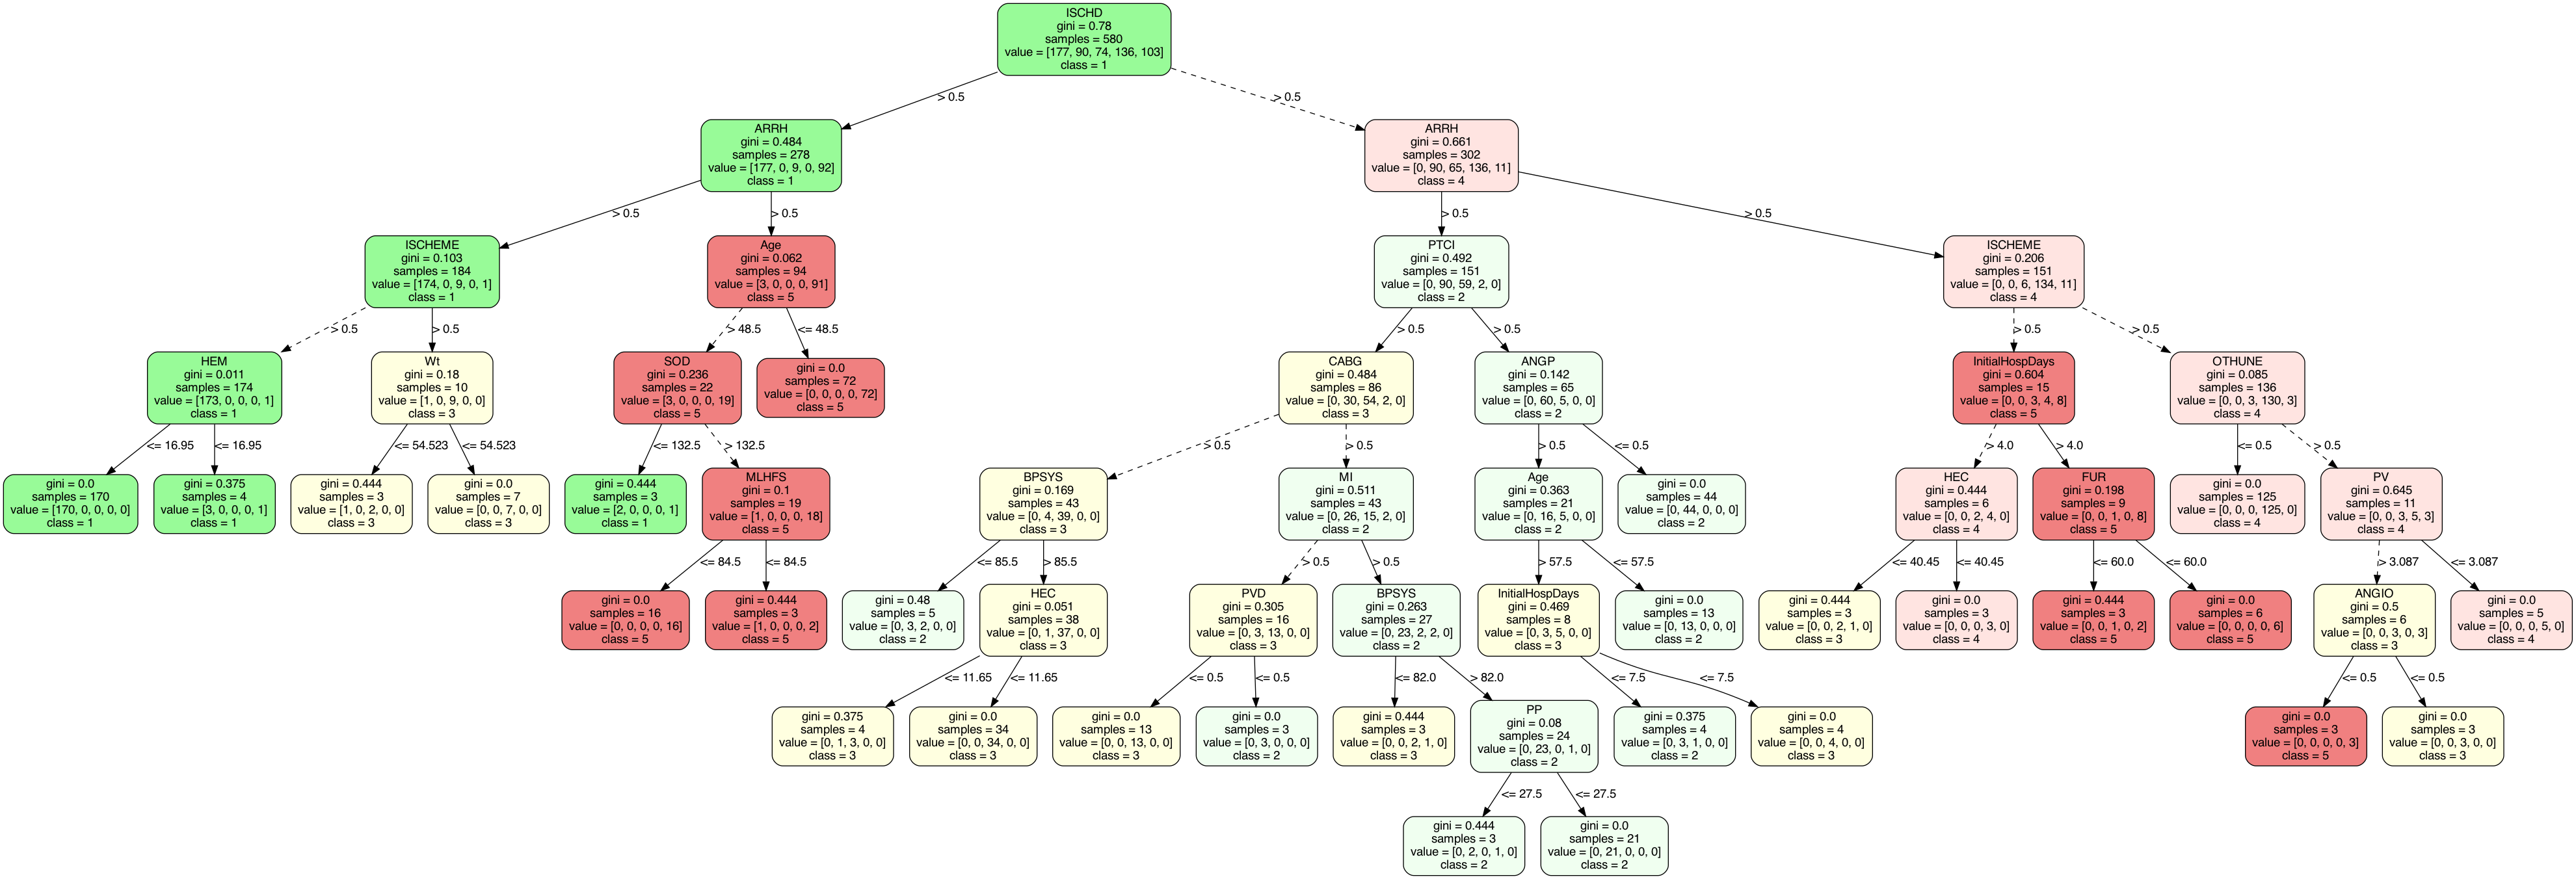 ISCHD
gini = 0.78
samples = 580
value = [177, 90, 74, 136, 103]
class = 1
> 0.5
> 0.5
ARRH
gini = 0.484
samples = 278
value = [177, 0, 9, 0, 92]
class = 1
ARRH
gini = 0.661
samples = 302
value = [0, 90, 65, 136, 11]
class = 4
> 0.5
> 0.5
> 0.5
> 0.5
ISCHEME
gini = 0.103
samples = 184
value = [174, 0, 9, 0, 1]
class = 1
Age
gini = 0.062
samples = 94
value = [3, 0, 0, 0, 91]
class = 5
PTCI
gini = 0.492
samples = 151
value = [0, 90, 59, 2, 0]
class = 2
ISCHEME
gini = 0.206
samples = 151
value = [0, 0, 6, 134, 11]
class = 4
> 0.5
> 0.5
> 48.5
<= 48.5
> 0.5
> 0.5
> 0.5
> 0.5
HEM
gini = 0.011
samples = 174
value = [173, 0, 0, 0, 1]
class = 1
Wt
gini = 0.18
samples = 10
value = [1, 0, 9, 0, 0]
class = 3
SOD
gini = 0.236
samples = 22
value = [3, 0, 0, 0, 19]
class = 5
gini = 0.0
samples = 72
value = [0, 0, 0, 0, 72]
class = 5
CABG
gini = 0.484
samples = 86
value = [0, 30, 54, 2, 0]
class = 3
ANGP
gini = 0.142
samples = 65
value = [0, 60, 5, 0, 0]
class = 2
InitialHospDays
gini = 0.604
samples = 15
value = [0, 0, 3, 4, 8]
class = 5
OTHUNE
gini = 0.085
samples = 136
value = [0, 0, 3, 130, 3]
class = 4
<= 16.95
<= 16.95
<= 54.523
<= 54.523
<= 132.5
> 132.5
> 0.5
> 0.5
> 0.5
<= 0.5
> 4.0
> 4.0
<= 0.5
> 0.5
gini = 0.0
samples = 170
value = [170, 0, 0, 0, 0]
class = 1
gini = 0.375
samples = 4
value = [3, 0, 0, 0, 1]
class = 1
gini = 0.444
samples = 3
value = [1, 0, 2, 0, 0]
class = 3
gini = 0.0
samples = 7
value = [0, 0, 7, 0, 0]
class = 3
gini = 0.444
samples = 3
value = [2, 0, 0, 0, 1]
class = 1
MLHFS
gini = 0.1
samples = 19
value = [1, 0, 0, 0, 18]
class = 5
BPSYS
gini = 0.169
samples = 43
value = [0, 4, 39, 0, 0]
class = 3
MI
gini = 0.511
samples = 43
value = [0, 26, 15, 2, 0]
class = 2
Age
gini = 0.363
samples = 21
value = [0, 16, 5, 0, 0]
class = 2
gini = 0.0
samples = 44
value = [0, 44, 0, 0, 0]
class = 2
HEC
gini = 0.444
samples = 6
value = [0, 0, 2, 4, 0]
class = 4
FUR
gini = 0.198
samples = 9
value = [0, 0, 1, 0, 8]
class = 5
gini = 0.0
samples = 125
value = [0, 0, 0, 125, 0]
class = 4
PV
gini = 0.645
samples = 11
value = [0, 0, 3, 5, 3]
class = 4
<= 84.5
<= 84.5
<= 85.5
> 85.5
> 0.5
> 0.5
> 57.5
<= 57.5
<= 40.45
<= 40.45
<= 60.0
<= 60.0
> 3.087
<= 3.087
gini = 0.0
samples = 16
value = [0, 0, 0, 0, 16]
class = 5
gini = 0.444
samples = 3
value = [1, 0, 0, 0, 2]
class = 5
gini = 0.48
samples = 5
value = [0, 3, 2, 0, 0]
class = 2
HEC
gini = 0.051
samples = 38
value = [0, 1, 37, 0, 0]
class = 3
PVD
gini = 0.305
samples = 16
value = [0, 3, 13, 0, 0]
class = 3
BPSYS
gini = 0.263
samples = 27
value = [0, 23, 2, 2, 0]
class = 2
InitialHospDays
gini = 0.469
samples = 8
value = [0, 3, 5, 0, 0]
class = 3
gini = 0.0
samples = 13
value = [0, 13, 0, 0, 0]
class = 2
gini = 0.444
samples = 3
value = [0, 0, 2, 1, 0]
class = 3
gini = 0.0
samples = 3
value = [0, 0, 0, 3, 0]
class = 4
gini = 0.444
samples = 3
value = [0, 0, 1, 0, 2]
class = 5
gini = 0.0
samples = 6
value = [0, 0, 0, 0, 6]
class = 5
ANGIO
gini = 0.5
samples = 6
value = [0, 0, 3, 0, 3]
class = 3
gini = 0.0
samples = 5
value = [0, 0, 0, 5, 0]
class = 4
<= 11.65
<= 11.65
<= 0.5
<= 0.5
<= 82.0
> 82.0
<= 7.5
<= 7.5
<= 0.5
<= 0.5
gini = 0.375
samples = 4
value = [0, 1, 3, 0, 0]
class = 3
gini = 0.0
samples = 34
value = [0, 0, 34, 0, 0]
class = 3
gini = 0.0
samples = 13
value = [0, 0, 13, 0, 0]
class = 3
gini = 0.0
samples = 3
value = [0, 3, 0, 0, 0]
class = 2
gini = 0.444
samples = 3
value = [0, 0, 2, 1, 0]
class = 3
PP
gini = 0.08
samples = 24
value = [0, 23, 0, 1, 0]
class = 2
gini = 0.375
samples = 4
value = [0, 3, 1, 0, 0]
class = 2
gini = 0.0
samples = 4
value = [0, 0, 4, 0, 0]
class = 3
gini = 0.0
samples = 3
value = [0, 0, 0, 0, 3]
class = 5
gini = 0.0
samples = 3
value = [0, 0, 3, 0, 0]
class = 3
<= 27.5
<= 27.5
gini = 0.444
samples = 3
value = [0, 2, 0, 1, 0]
class = 2
gini = 0.0
samples = 21
value = [0, 21, 0, 0, 0]
class = 2